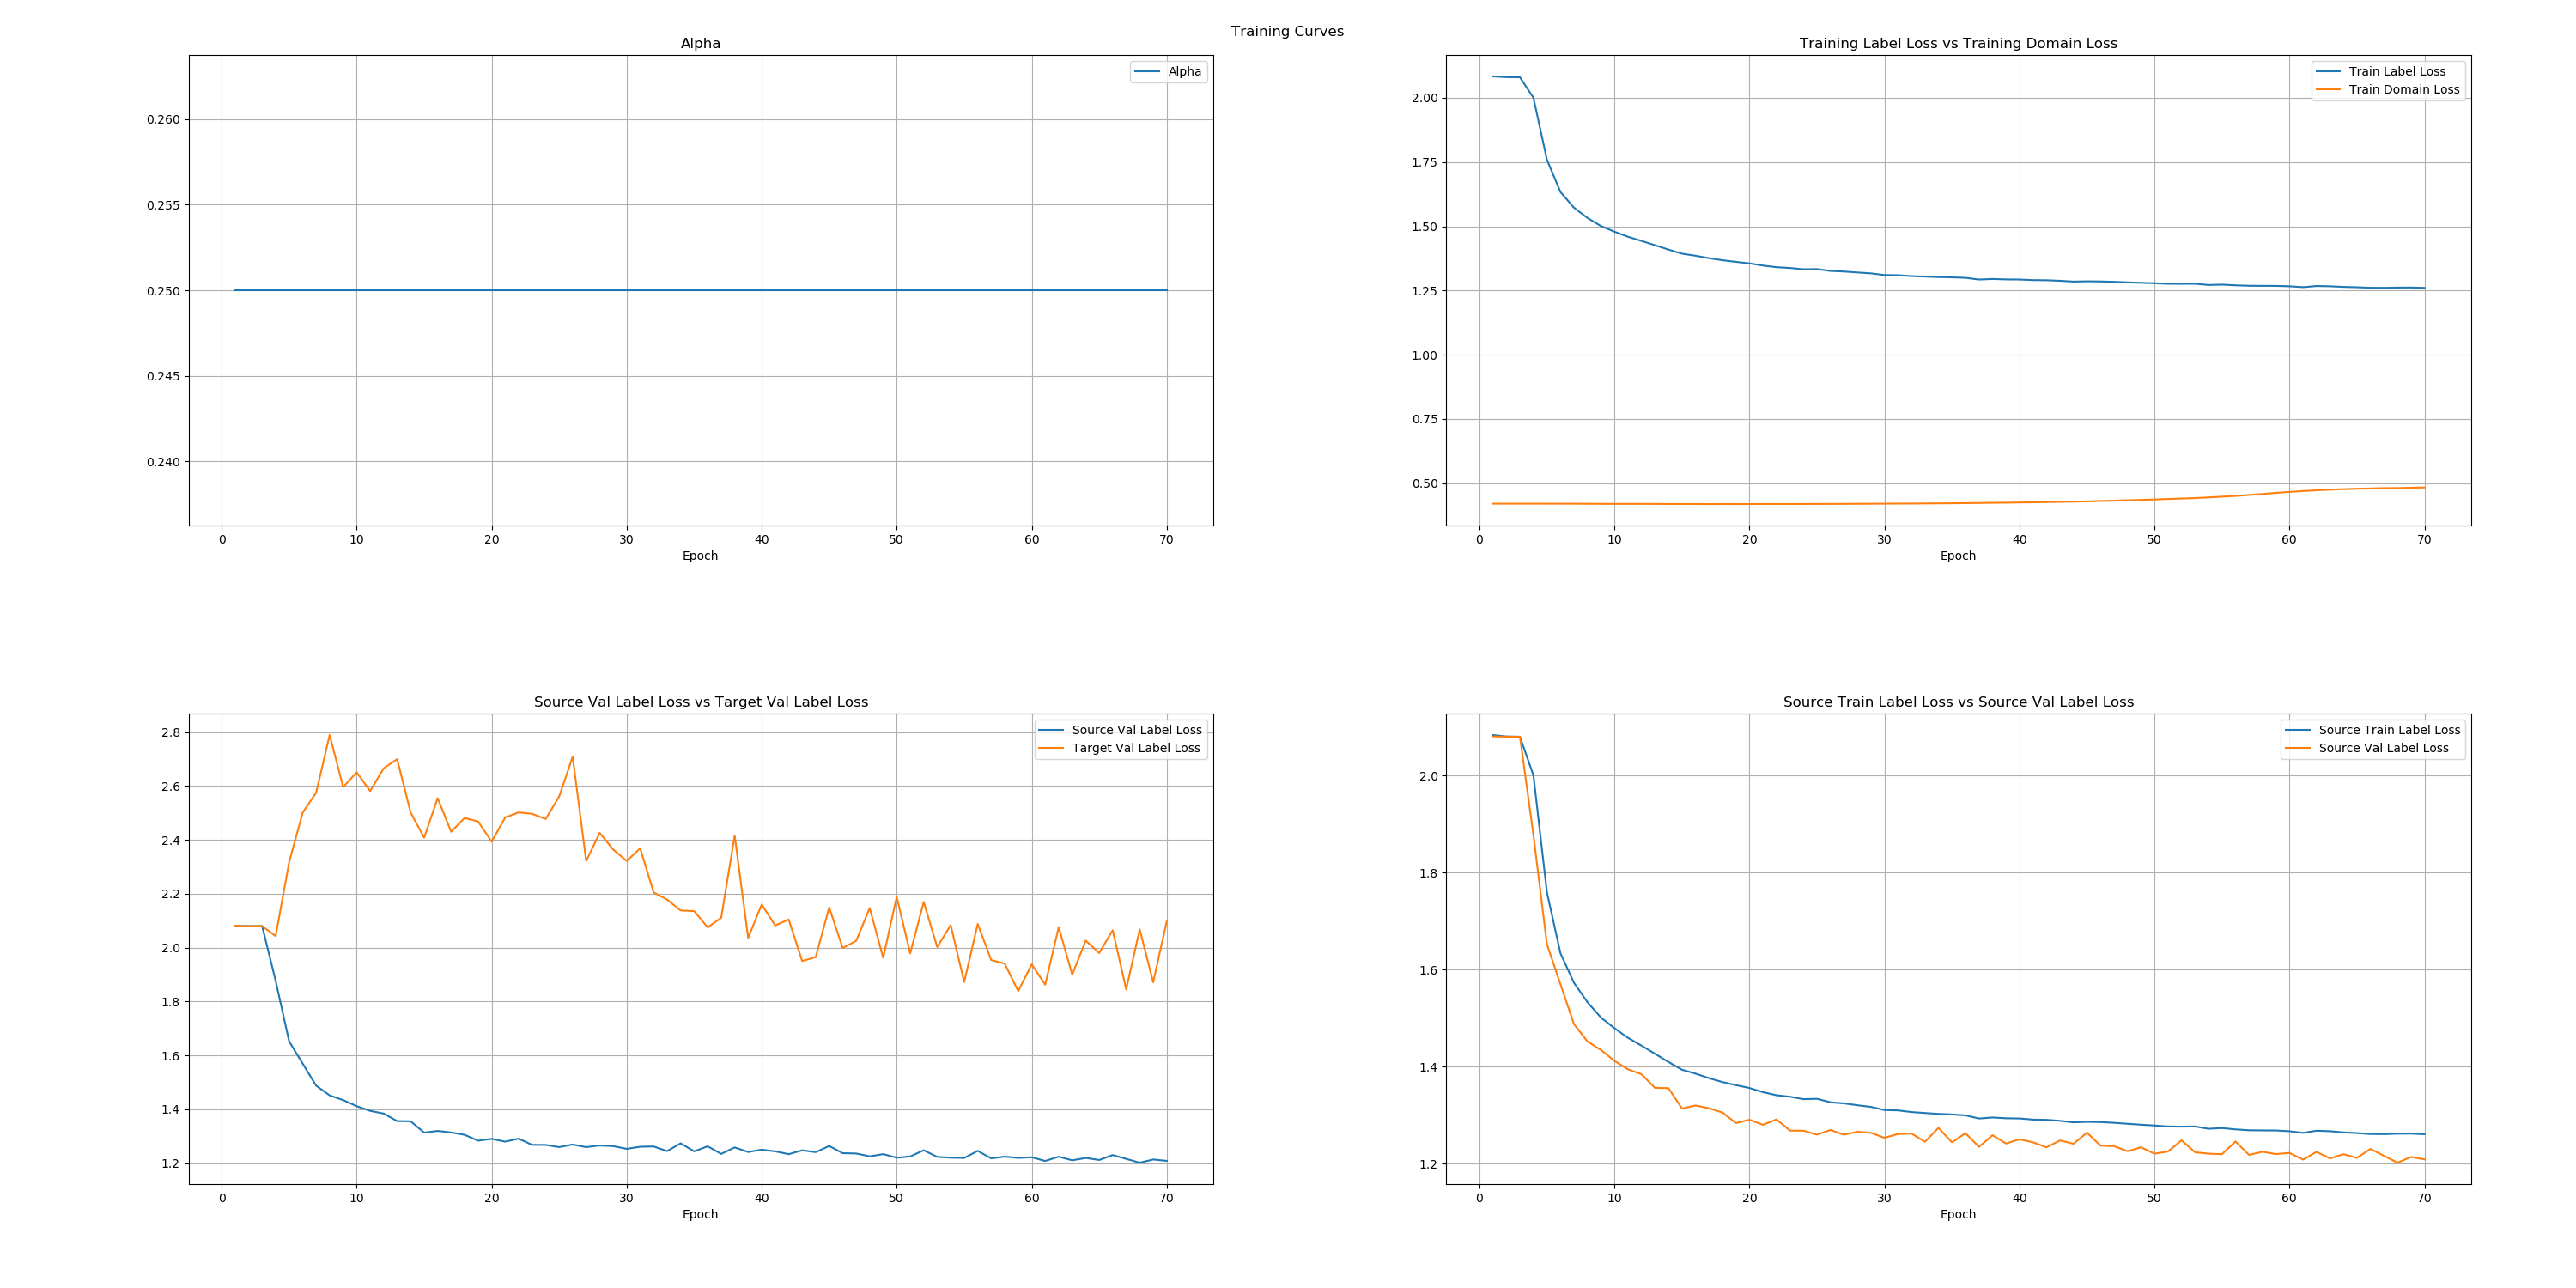 Training Curves
Alpha
Alpha
0.260
0.255
0.250
0.245
0.240
0 10 20 30 40 50 60 70
Epoch
Training Label Loss vs Training Domain Loss
Train Label Loss
Train Domain Loss
2.00
1.75
1.50
1.25
1.00
0.75
0.50
0 10 20 30 40 50 60 70
Epoch
Source Val Label Loss vs Target Val Label Loss
Source Val Label Loss
Target Val Label Loss
2.8
2.6
2.4
2.2
2.0
1.8
1.6
1.4
1.2
0 10 20 30 40 50 60 70
Epoch
Source Train Label Loss vs Source Val Label Loss
Source Train Label Loss
Source Val Label Loss
2.0
1.8
1.6
1.4
1.2
0 10 20 30 40 50 60 70
Epoch